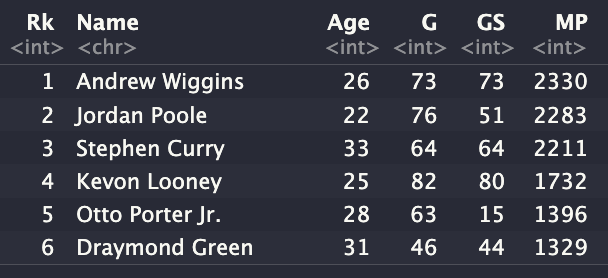 Rk Name Age G GS MP
<int> <chr> <int> <int> <int> <int>
1 Andrew Wiggins 26 73 73 2330
2 Jordan Poole 22 76 51 2283
3 Stephen Curry 33 64 64 2211
4 Kevon Looney 25 82 80 1732
5 Otto Porter Jr. 28 63 15 1396
6 Draymond Green 31 46 44 1329